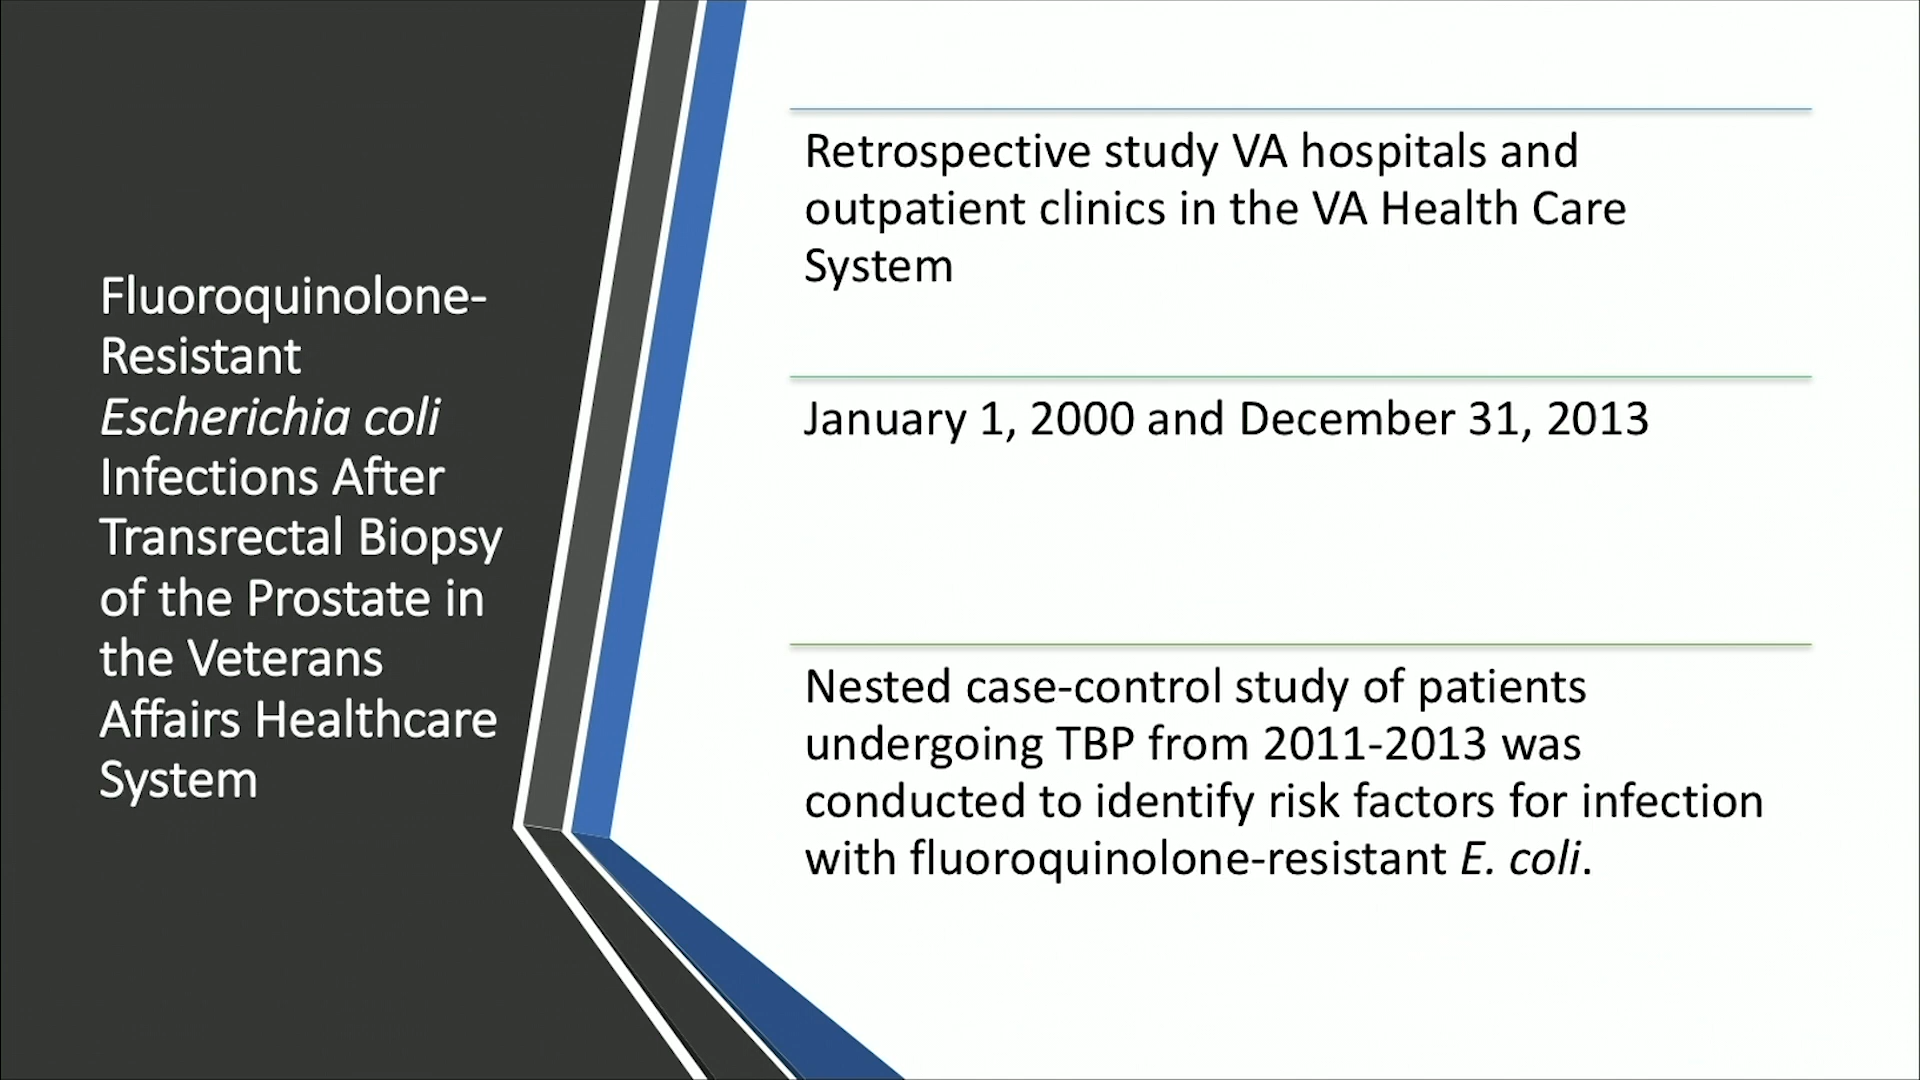 Fluoroquinolone-
Resistant
Escherichia coli
Infections After
Transrectal Biopsy
of the Prostate in
the Veterans
Affairs Healthcare
System
Retrospective study VA hospitals and
outpatient clinics in the VA Health Care
System
January 1, 2000 and December 31, 2013
Nested case-control study of patients
undergoing TBP from 2011-2013 was
conducted to identify risk factors for infection
with fluoroquinolone-resistant E. coli.